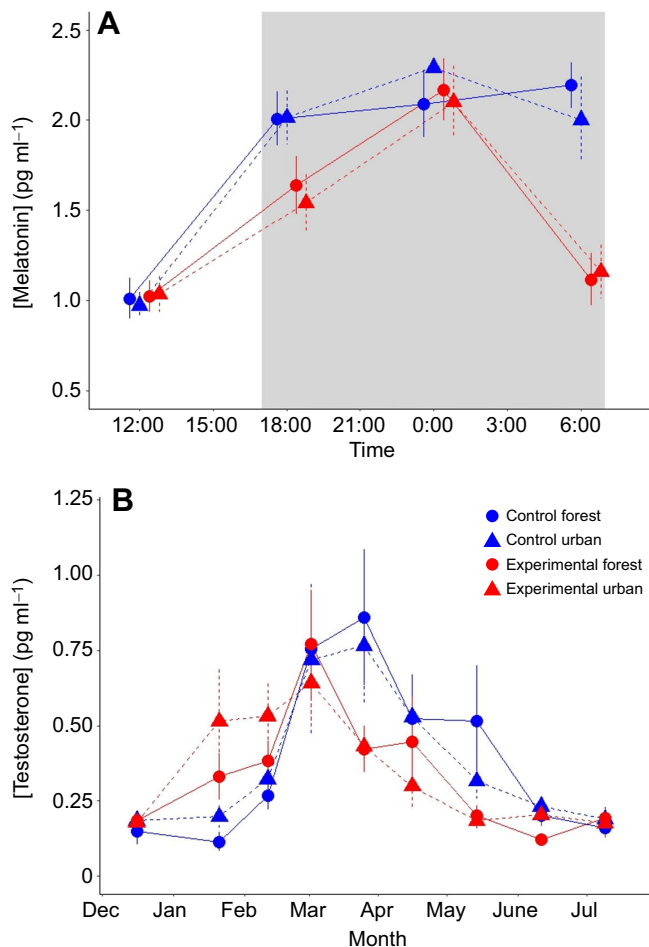 A
[Melatonin] (pg ml⁻¹)
2.5
2.0
1.5
1.0
0.5
12:00 15:00 18:00 21:00 0:00 3:00 6:00
Time
B
[Testosterone] (pg ml⁻¹)
1.25
1.00
0.75
0.50
0.25
0
Control forest
Control urban
Experimental forest
Experimental urban
Dec Jan Feb Mar Apr May June Jul
Month